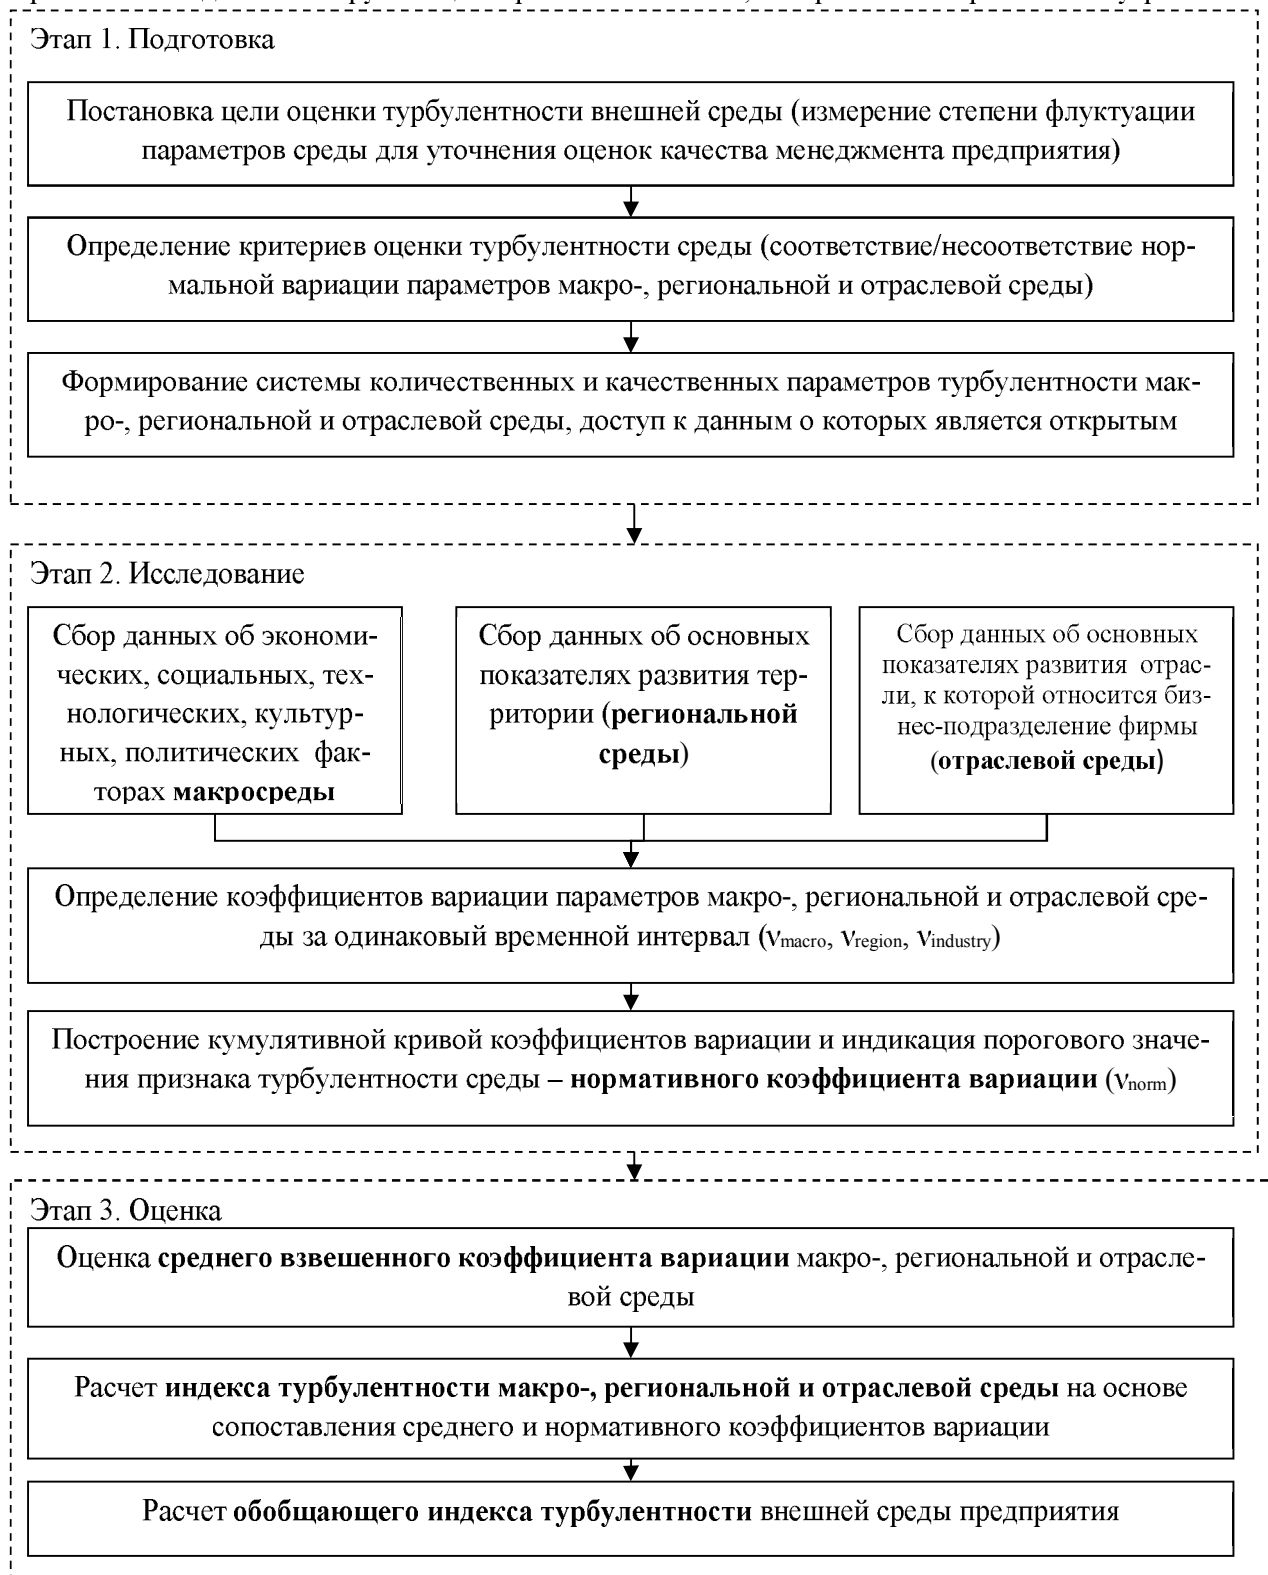 Этап 1. Подготовка
Постановка цели оценки турбулентности внешней среды (измерение степени флуктуации
параметров среды для уточнения оценок качества менеджмента предприятия)
Определение критериев оценки турбулентности среды (соответствие/несоответствие нор-
мальной вариации параметров макро-, региональной и отраслевой среды)
Формирование системы количественных и качественных параметров турбулентности мак-
ро-, региональной и отраслевой среды, доступ к данным о которых является открытым
Этап 2. Исследование
Сбор данных об экономи-
ческих, социальных, тех-
нологических, культур-
ных, политических фак-
торах макросреды
Сбор данных об основных
показателях развития тер-
ритории (региональной
среды)
Сбор данных об основных
показателях развития отрас-
ли, к которой относится биз-
нес-подразделение фирмы
(отраслевой среды)
Определение коэффициентов вариации параметров макро-, региональной и отраслевой сре-
ды за одинаковый временной интервал (νmacro, νregion, νindustry)
Построение кумулятивной кривой коэффициентов вариации и индикация порогового значе-
ния признака турбулентности среды – нормативного коэффициента вариации (νnorm)
Этап 3. Оценка
Оценка среднего взвешенного коэффициента вариации макро-, региональной и отрасле-
вой среды
Расчет индекса турбулентности макро-, региональной и отраслевой среды на основе
сопоставления среднего и нормативного коэффициентов вариации
Расчет обобщающего индекса турбулентности внешней среды предприятия